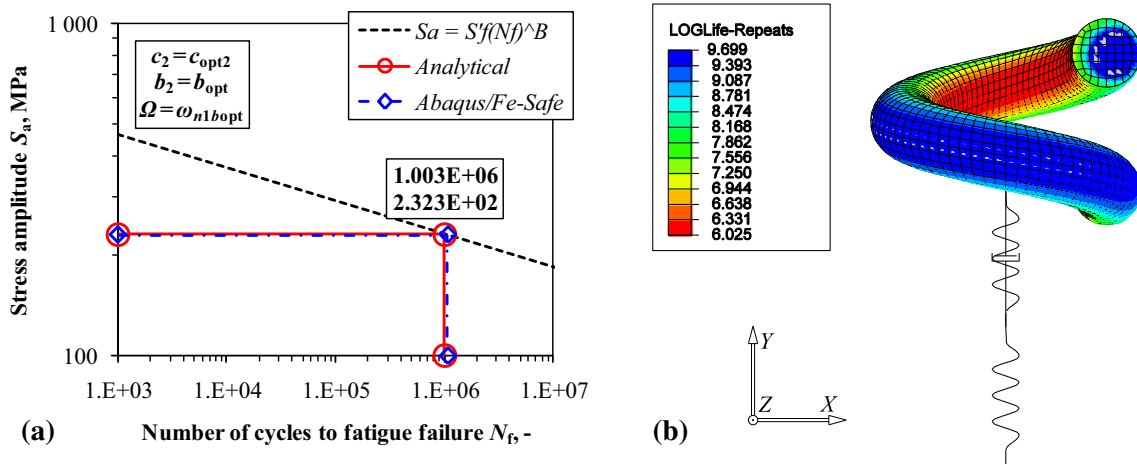 1 000
100
Stress amplitude Sa, MPa
c2 = copt2
b2 = bopt
Ω = ωn1bopt
Sa = S'f(Nf)^B
Analytical
Abaqus/Fe-Safe
1.003E+06
2.323E+02
1.E+03 1.E+04 1.E+05 1.E+06 1.E+07
(a) Number of cycles to fatigue failure Nf, -
LOGLife-Repeats
9.699
9.393
9.087
8.781
8.474
8.168
7.862
7.556
7.250
6.944
6.638
6.331
6.025
Y
Z X
(b)